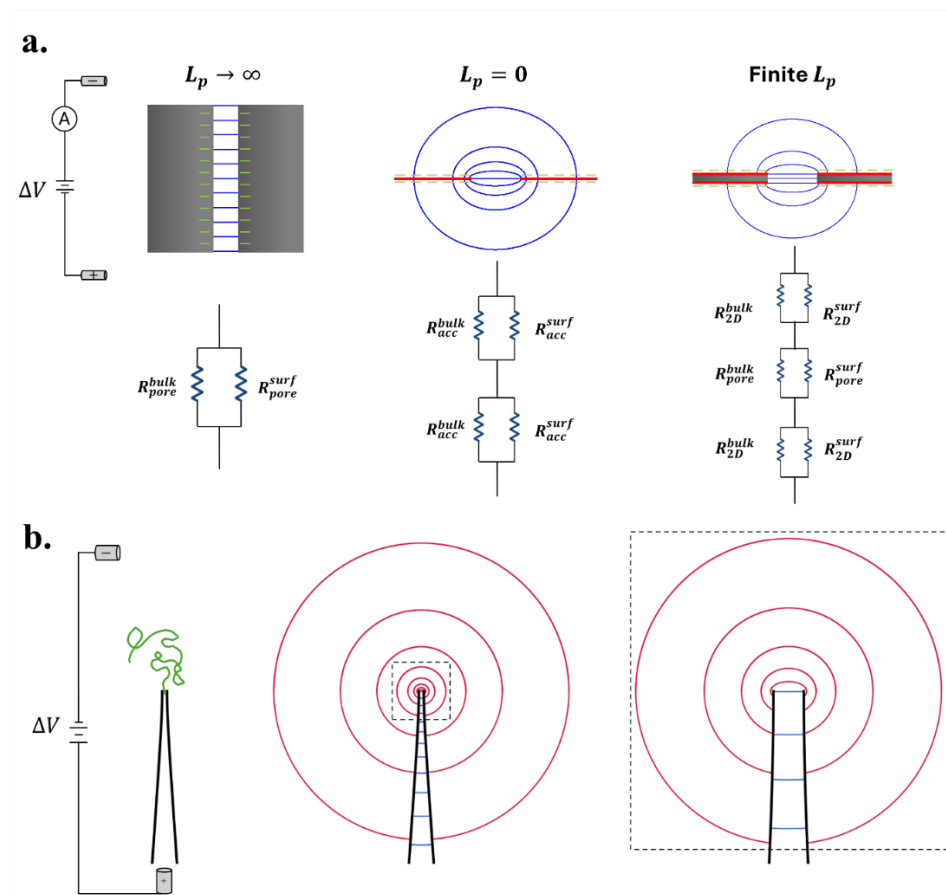 a.
L_p → ∞
L_p = 0
Finite L_p
−
A
ΔV
+
R_pore^bulk R_pore^surf
R_acc^bulk R_acc^surf
R_acc^bulk R_acc^surf
R_2D^bulk R_2D^surf
R_pore^bulk R_pore^surf
R_2D^bulk R_2D^surf
b.
−
ΔV
+